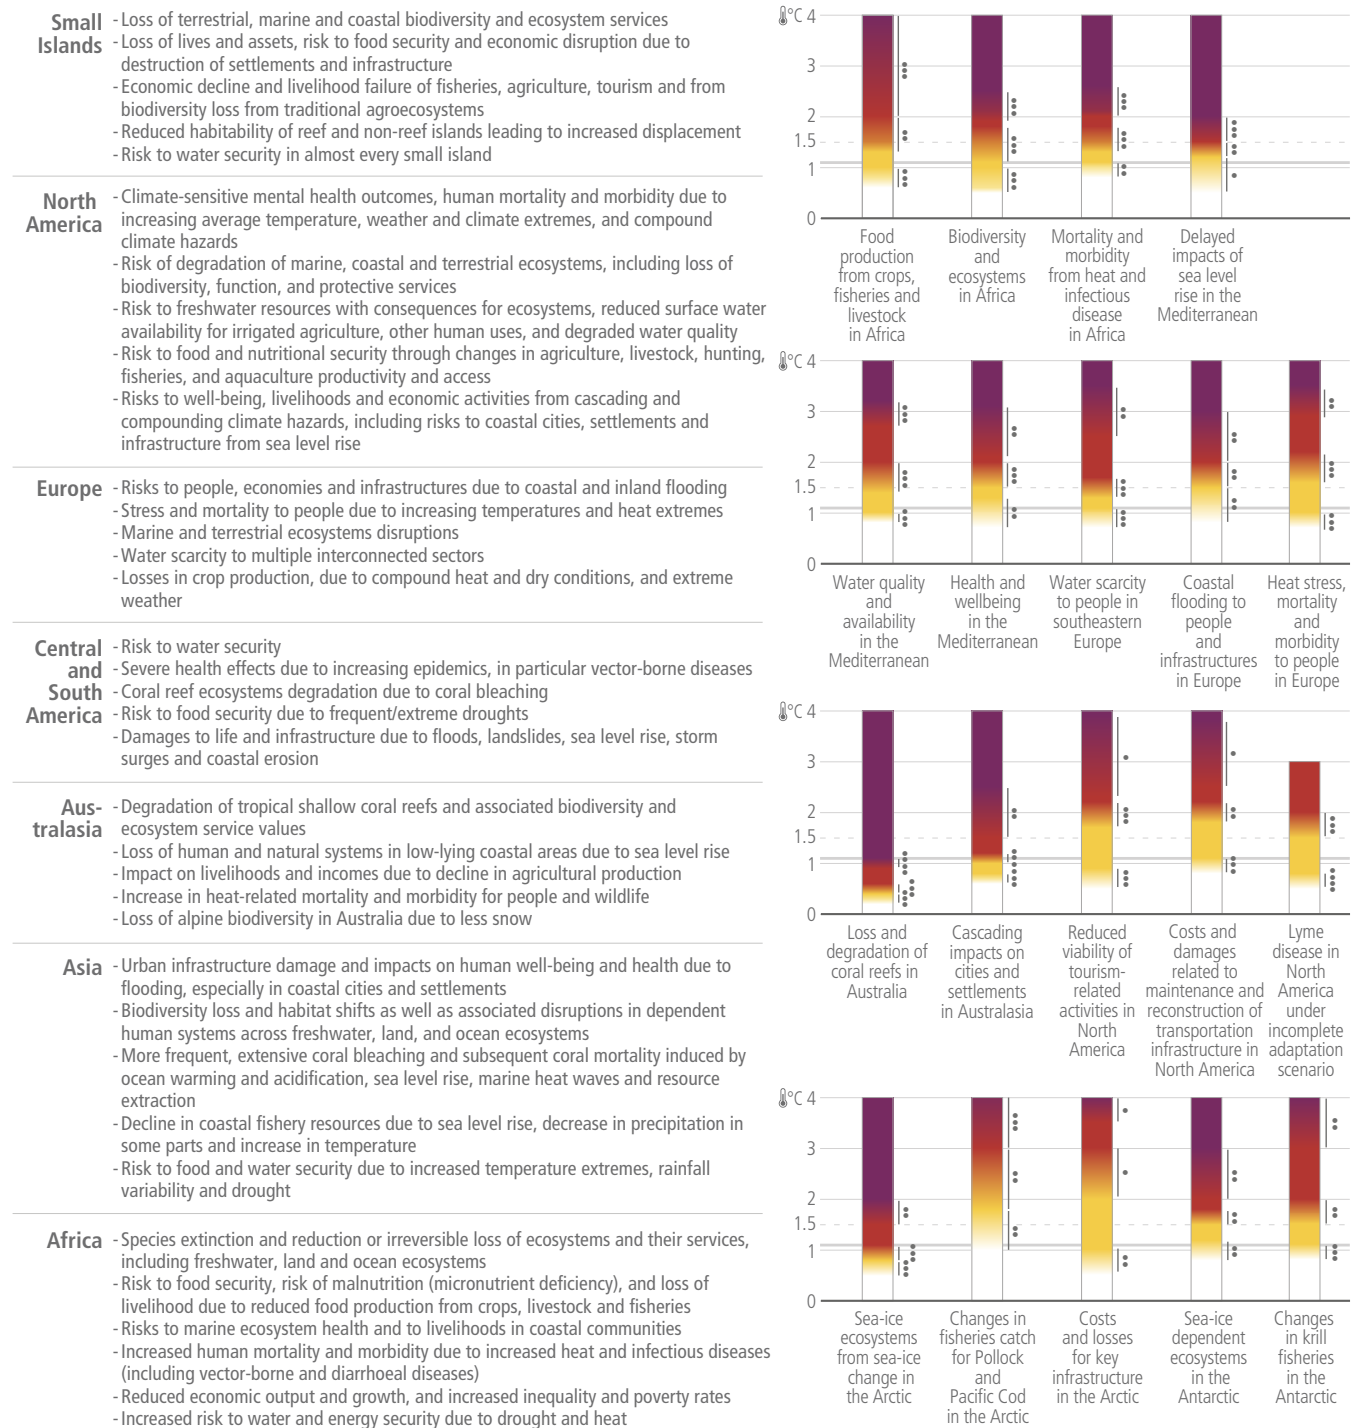 Small
Islands
- Loss of terrestrial, marine and coastal biodiversity and ecosystem services
- Loss of lives and assets, risk to food security and economic disruption due to
destruction of settlements and infrastructure
- Economic decline and livelihood failure of fisheries, agriculture, tourism and from
biodiversity loss from traditional agroecosystems
- Reduced habitability of reef and non-reef islands leading to increased displacement
- Risk to water security in almost every small island
North
America
- Climate-sensitive mental health outcomes, human mortality and morbidity due to
increasing average temperature, weather and climate extremes, and compound
climate hazards
- Risk of degradation of marine, coastal and terrestrial ecosystems, including loss of
biodiversity, function, and protective services
- Risk to freshwater resources with consequences for ecosystems, reduced surface water
availability for irrigated agriculture, other human uses, and degraded water quality
- Risk to food and nutritional security through changes in agriculture, livestock, hunting,
fisheries, and aquaculture productivity and access
- Risks to well-being, livelihoods and economic activities from cascading and
compounding climate hazards, including risks to coastal cities, settlements and
infrastructure from sea level rise
Europe
- Risks to people, economies and infrastructures due to coastal and inland flooding
- Stress and mortality to people due to increasing temperatures and heat extremes
- Marine and terrestrial ecosystems disruptions
- Water scarcity to multiple interconnected sectors
- Losses in crop production, due to compound heat and dry conditions, and extreme
weather
Central
and
South
America
- Risk to water security
- Severe health effects due to increasing epidemics, in particular vector-borne diseases
- Coral reef ecosystems degradation due to coral bleaching
- Risk to food security due to frequent/extreme droughts
- Damages to life and infrastructure due to floods, landslides, sea level rise, storm
surges and coastal erosion
Aus-
tralasia
- Degradation of tropical shallow coral reefs and associated biodiversity and
ecosystem service values
- Loss of human and natural systems in low-lying coastal areas due to sea level rise
- Impact on livelihoods and incomes due to decline in agricultural production
- Increase in heat-related mortality and morbidity for people and wildlife
- Loss of alpine biodiversity in Australia due to less snow
Asia
- Urban infrastructure damage and impacts on human well-being and health due to
flooding, especially in coastal cities and settlements
- Biodiversity loss and habitat shifts as well as associated disruptions in dependent
human systems across freshwater, land, and ocean ecosystems
- More frequent, extensive coral bleaching and subsequent coral mortality induced by
ocean warming and acidification, sea level rise, marine heat waves and resource
extraction
- Decline in coastal fishery resources due to sea level rise, decrease in precipitation in
some parts and increase in temperature
- Risk to food and water security due to increased temperature extremes, rainfall
variability and drought
Africa
- Species extinction and reduction or irreversible loss of ecosystems and their services,
including freshwater, land and ocean ecosystems
- Risk to food security, risk of malnutrition (micronutrient deficiency), and loss of
livelihood due to reduced food production from crops, livestock and fisheries
- Risks to marine ecosystem health and to livelihoods in coastal communities
- Increased human mortality and morbidity due to increased heat and infectious diseases
(including vector-borne and diarrhoeal diseases)
- Reduced economic output and growth, and increased inequality and poverty rates
- Increased risk to water and energy security due to drought and heat
°C 4
3
2
1.5
1
0
Food
production
from crops,
fisheries and
livestock
in Africa
Biodiversity
and
ecosystems
in Africa
Mortality and
morbidity
from heat and
infectious
disease
in Africa
Delayed
impacts of
sea level
rise in the
Mediterranean
°C 4
3
2
1.5
1
0
Water quality
and
availability
in the
Mediterranean
Health and
wellbeing
in the
Mediterranean
Water scarcity
to people in
southeastern
Europe
Coastal
flooding to
people
and
infrastructures
in Europe
Heat stress,
mortality
and
morbidity
to people
in Europe
°C 4
3
2
1.5
1
0
Loss and
degradation of
coral reefs in
Australia
Cascading
impacts on
cities and
settlements
in Australasia
Reduced
viability of
tourism-
related
activities in
North
America
Costs and
damages
related to
maintenance and
reconstruction of
transportation
infrastructure in
North America
Lyme
disease in
North
America
under
incomplete
adaptation
scenario
°C 4
3
2
1.5
1
0
Sea-ice
ecosystems
from sea-ice
change in
the Arctic
Changes in
fisheries catch
for Pollock
and
Pacific Cod
in the Arctic
Costs
and losses
for key
infrastructure
in the Arctic
Sea-ice
dependent
ecosystems
in the
Antarctic
Changes
in krill
fisheries
in the
Antarctic